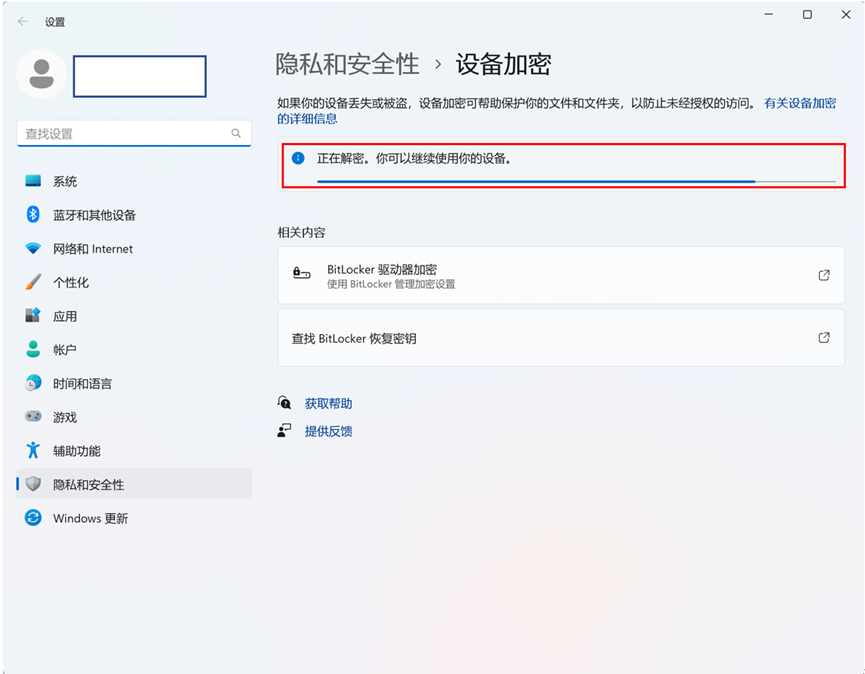 设置
隐私和安全性 › 设备加密
如果你的设备丢失或被盗，设备加密可帮助保护你的文件和文件夹，以防止未经授权的访问。 有关设备加密
的详细信息
查找设置
正在解密。你可以继续使用你的设备。
系统
蓝牙和其他设备
网络和 Internet
个性化
应用
帐户
时间和语言
游戏
辅助功能
隐私和安全性
Windows 更新
相关内容
BitLocker 驱动器加密
使用 BitLocker 管理加密设置
查找 BitLocker 恢复密钥
获取帮助
提供反馈